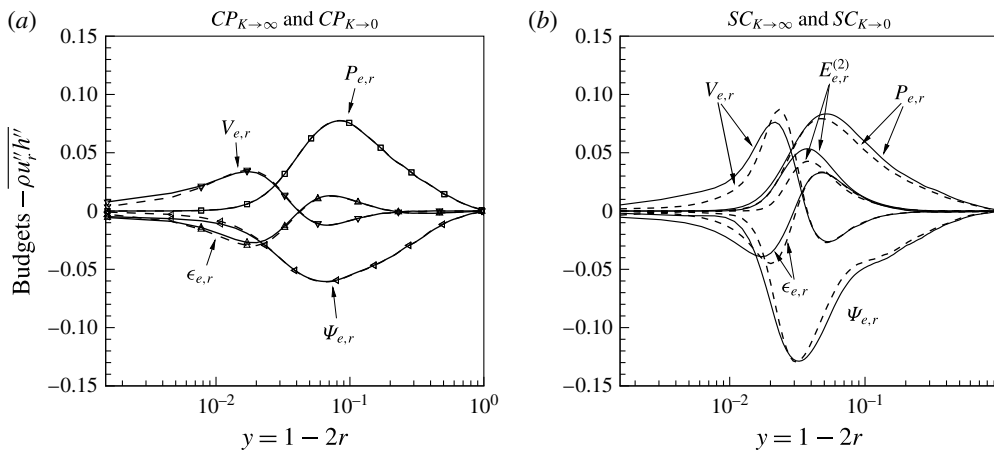 (a) CP_{K→∞} and CP_{K→0}
0.15
0.10
0.05
0
−0.05
−0.10
−0.15
Budgets − \overline{ρu″_r h″}
P_{e,r}
V_{e,r}
ϵ_{e,r}
Ψ_{e,r}
10^{−2} 10^{−1} 10^{0}
y = 1 − 2r
(b) SC_{K→∞} and SC_{K→0}
0.15
0.10
0.05
0
−0.05
−0.10
−0.15
V_{e,r}
E^{(2)}_{e,r}
P_{e,r}
ϵ_{e,r}
Ψ_{e,r}
10^{−2} 10^{−1}
y = 1 − 2r